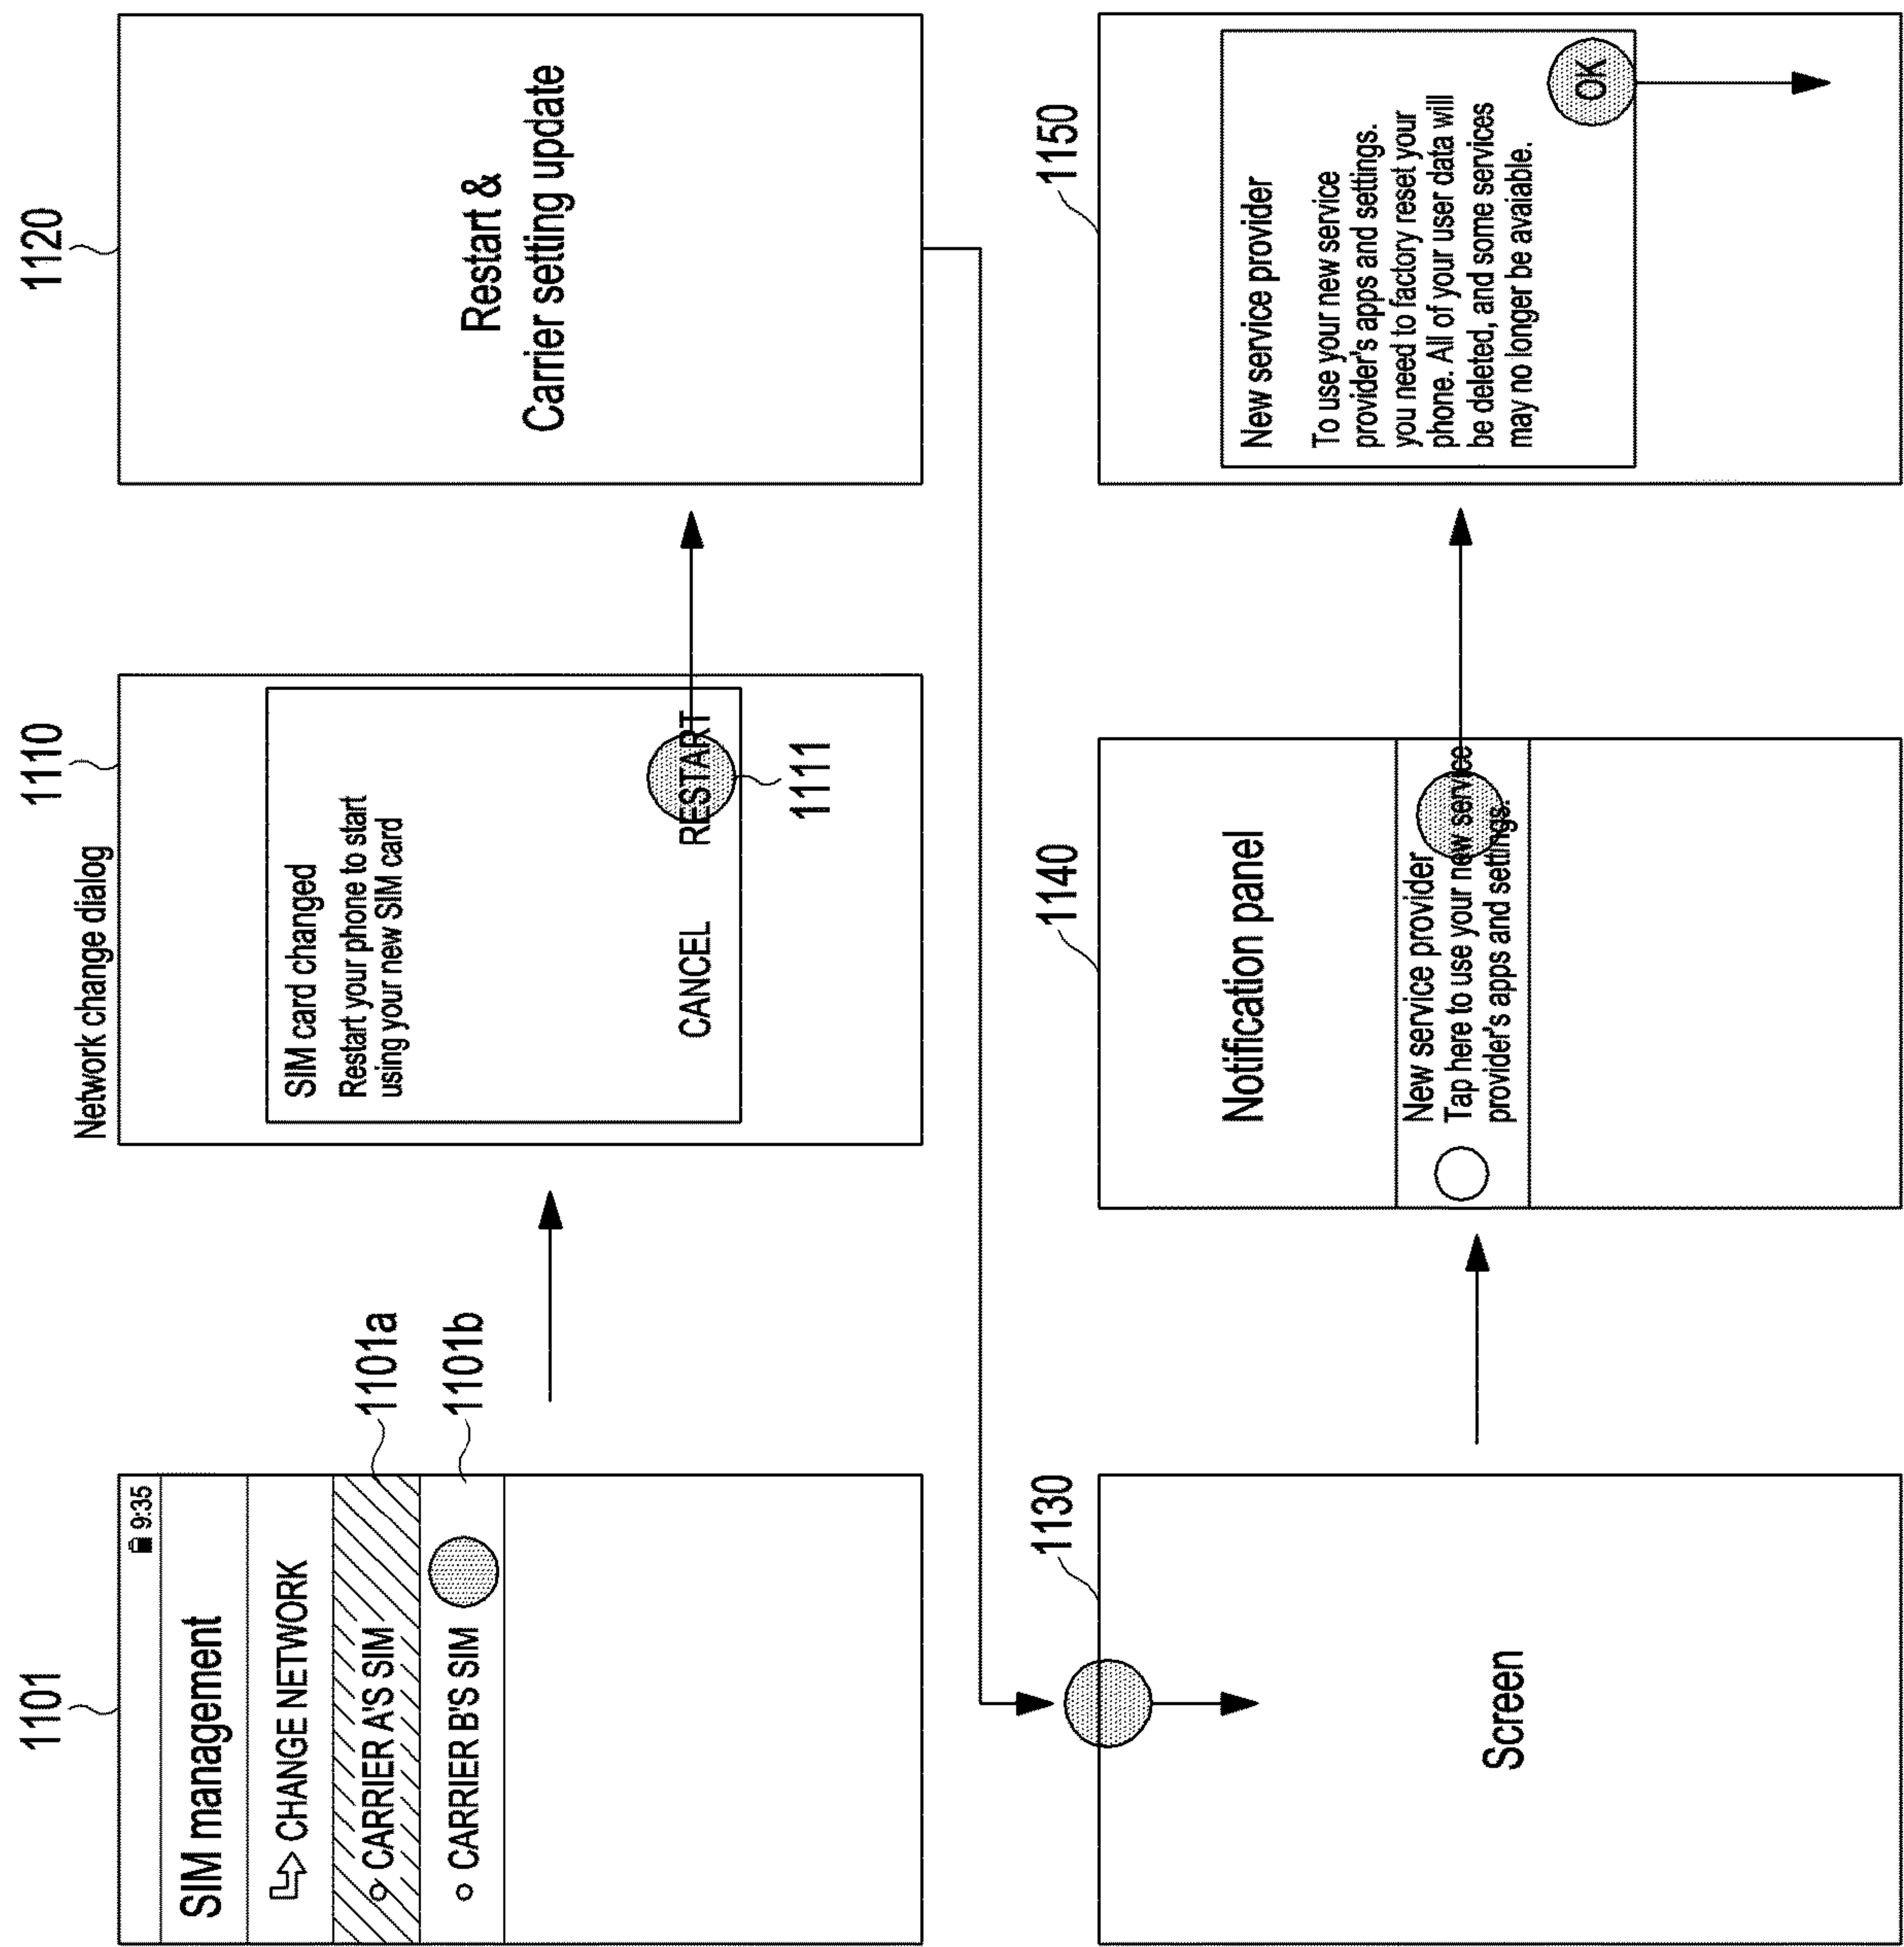 1101
9:35
SIM management
CHANGE NETWORK
CARRIER A'S SIM
1101a
CARRIER B'S SIM
1101b
Network change dialog
1110
SIM card changed
Restart your phone to start
using your new SIM card
CANCEL RESTART
1111
1120
Restart &
Carrier setting update
1130
Screen
1140
Notification panel
New service provider
Tap here to use your new service
provider's apps and settings.
1150
New service provider
To use your new service
provider's apps and settings.
you need to factory reset your
phone. All of your user data will
be deleted, and some services
may no longer be avaiable.
OK